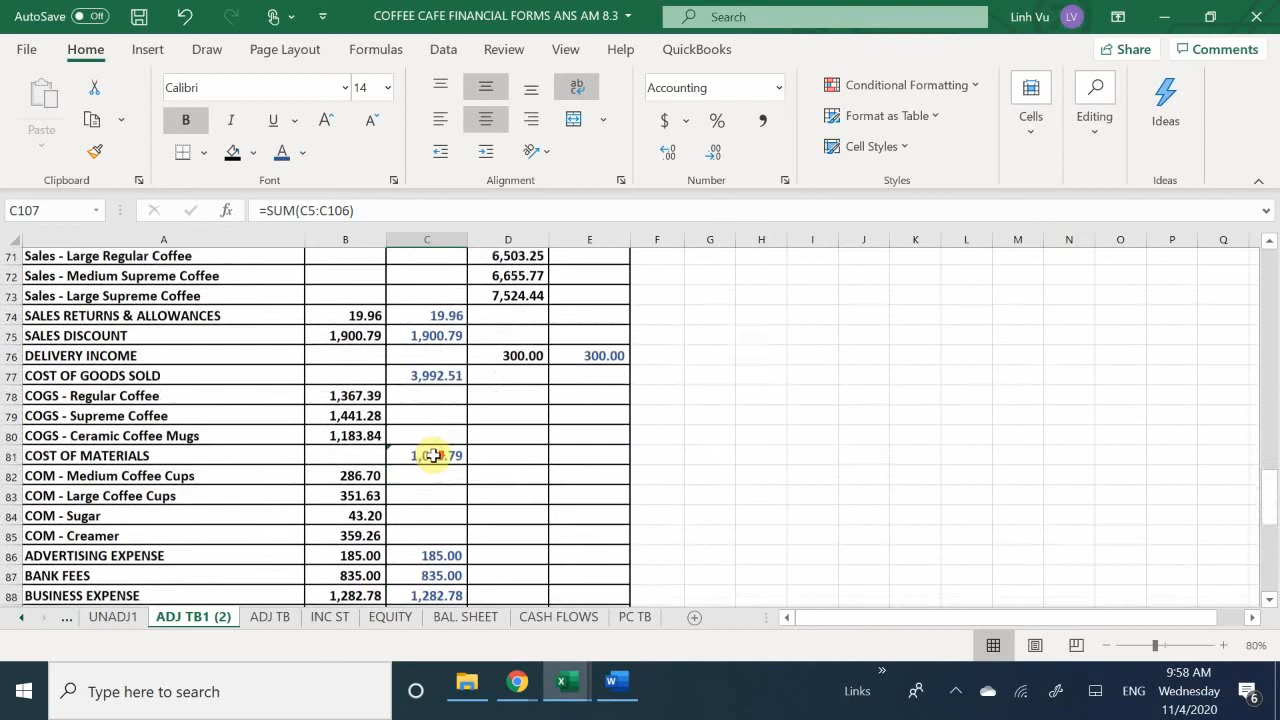 AutoSave Off COFFEE CAFE FINANCIAL FORMS ANS AM 8.3 Search Linh Vu LV
File Home Insert Draw Page Layout Formulas Data Review View Help QuickBooks Share Comments
Calibri 14 Accounting Conditional Formatting
Paste B I U A A $ % , Format as Table Cells Editing Ideas
Cell Styles
Clipboard Font Alignment Number Styles Ideas
C107 fx =SUM(C5:C106)
A B C D E F G H I J K L M N O P Q
71 Sales - Large Regular Coffee 6,503.25
72 Sales - Medium Supreme Coffee 6,655.77
73 Sales - Large Supreme Coffee 7,524.44
74 SALES RETURNS & ALLOWANCES 19.96 19.96
75 SALES DISCOUNT 1,900.79 1,900.79
76 DELIVERY INCOME 300.00 300.00
77 COST OF GOODS SOLD 3,992.51
78 COGS - Regular Coffee 1,367.39
79 COGS - Supreme Coffee 1,441.28
80 COGS - Ceramic Coffee Mugs 1,183.84
81 COST OF MATERIALS
82 COM - Medium Coffee Cups 286.70
83 COM - Large Coffee Cups 351.63
84 COM - Sugar 43.20
85 COM - Creamer 359.26
86 ADVERTISING EXPENSE 185.00 185.00
87 BANK FEES 835.00 835.00
88 BUSINESS EXPENSE 1,282.78 1,282.78
... UNADJ1 ADJ TB1 (2) ADJ TB INC ST EQUITY BAL. SHEET CASH FLOWS PC TB
80%
Type here to search Links ENG 9:58 AM
Wednesday
11/4/2020 6